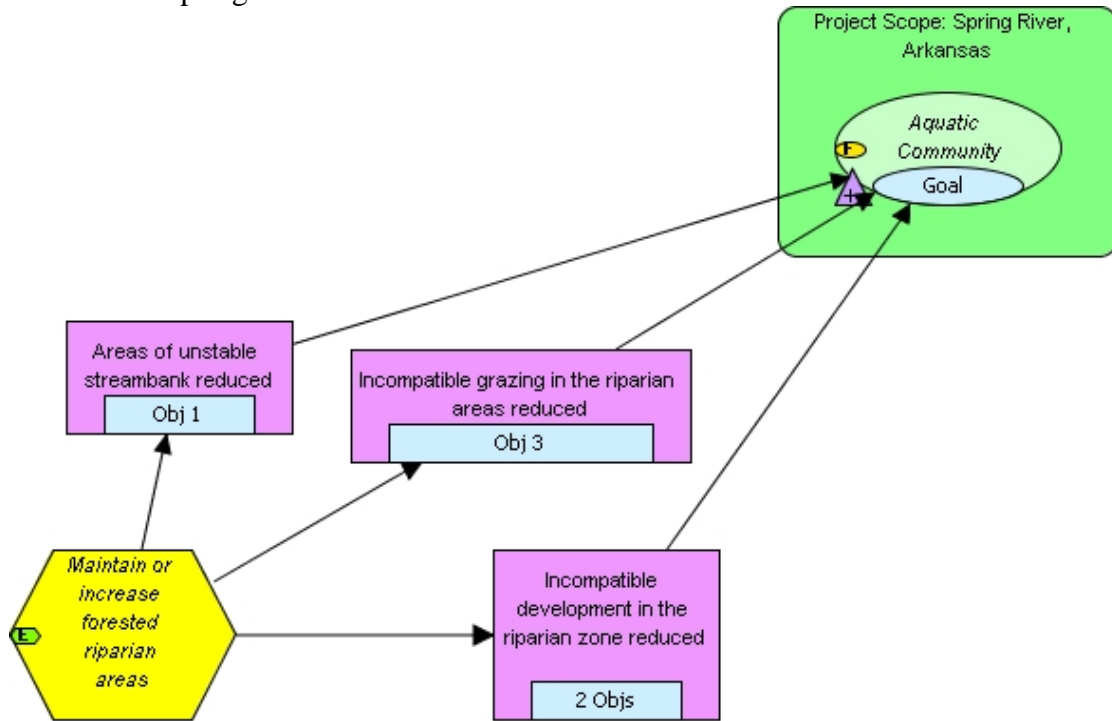 Project Scope: Spring River,
Arkansas
Aquatic
Community
F
+
Goal
Areas of unstable
streambank reduced
Obj 1
Incompatible grazing in the riparian
areas reduced
Obj 3
Maintain or
increase
forested
riparian
areas
E
Incompatible
development in the
riparian zone reduced
2 Objs